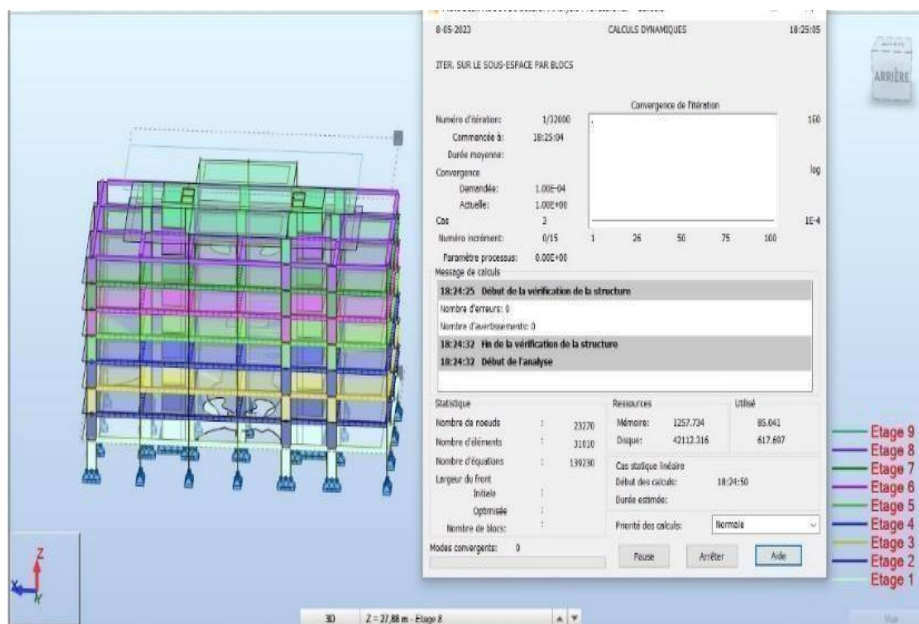 8-05-2023 CALCULS DYNAMIQUES 18:25:05
ITER. SUR LE SOUS-ESPACE PAR BLOCS
Convergence de l'itération
Numéro d'itération: 1/32000
Commencée à: 18:25:04
Durée moyenne:
Convergence
Demandée: 1.00E-04
Actuelle: 1.00E+00
Cas 3
Numéro incrément: 0/15
Paramètre processus: 0.00E+00
log
1E-4
1 26 50 75 100
Message de calculs
18:24:25 Début de la vérification de la structure
Nombre d'erreurs: 0
Nombre d'avertissements: 0
18:24:32 Fin de la vérification de la structure
18:24:32 Début de l'analyse
Statistique
Nombre de noeuds : 23270
Nombre d'éléments : 31010
Nombre d'équations : 139230
Largeur du front
Initiale :
Optimisée :
Nombre de blocs: :
Ressources Utilisé
Mémoire: 1257.734 85.041
Disque: 42112.316 617.697
Cas statique linéaire
Début des calculs: 18:24:50
Durée estimée:
Priorité des calculs: Normale
Modes convergents: 0
Pause Arrêter Aide
ARRIÈRE
Etage 9
Etage 8
Etage 7
Etage 6
Etage 5
Etage 4
Etage 3
Etage 2
Etage 1
Z
X
Y
3D Z = 27,88 m - Etage 8
Vue